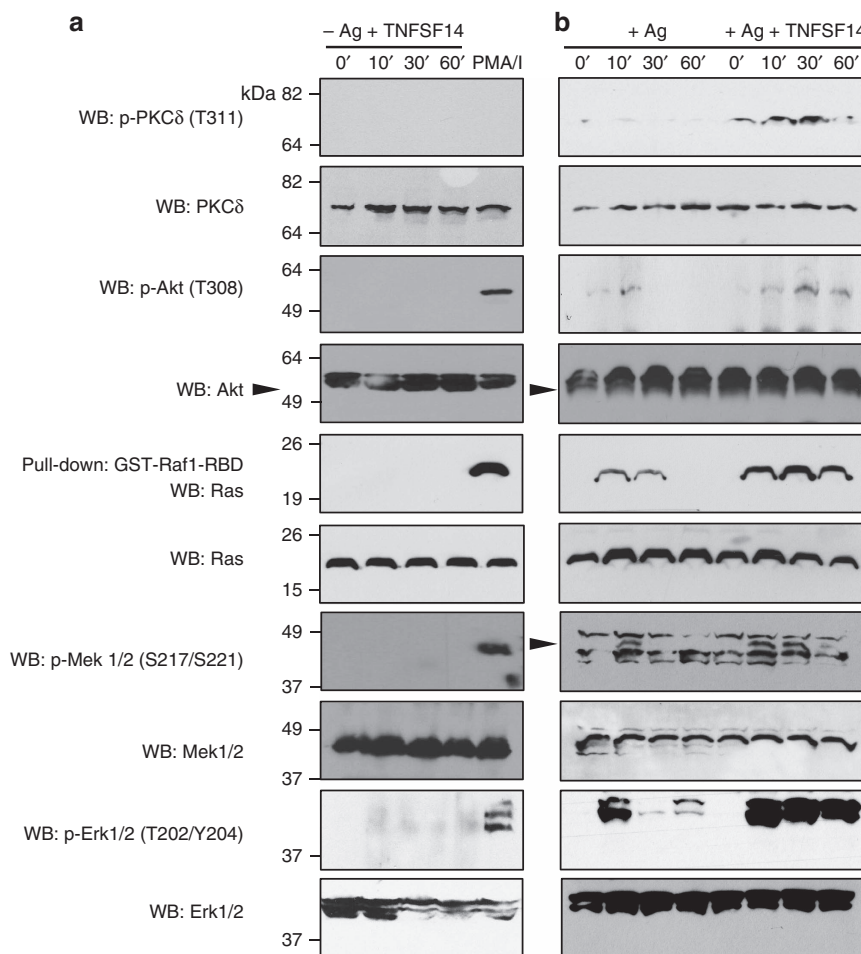 a
b
– Ag + TNFSF14
+ Ag
+ Ag + TNFSF14
0′ 10′ 30′ 60′ PMA/I
0′ 10′ 30′ 60′ 0′ 10′ 30′ 60′
kDa 82
WB: p-PKCδ (T311)
64
82
WB: PKCδ
64
64
WB: p-Akt (T308)
49
64
WB: Akt
49
26
Pull-down: GST-Raf1-RBD
WB: Ras
19
26
WB: Ras
15
49
WB: p-Mek 1/2 (S217/S221)
37
49
WB: Mek1/2
37
WB: p-Erk1/2 (T202/Y204)
37
WB: Erk1/2
37